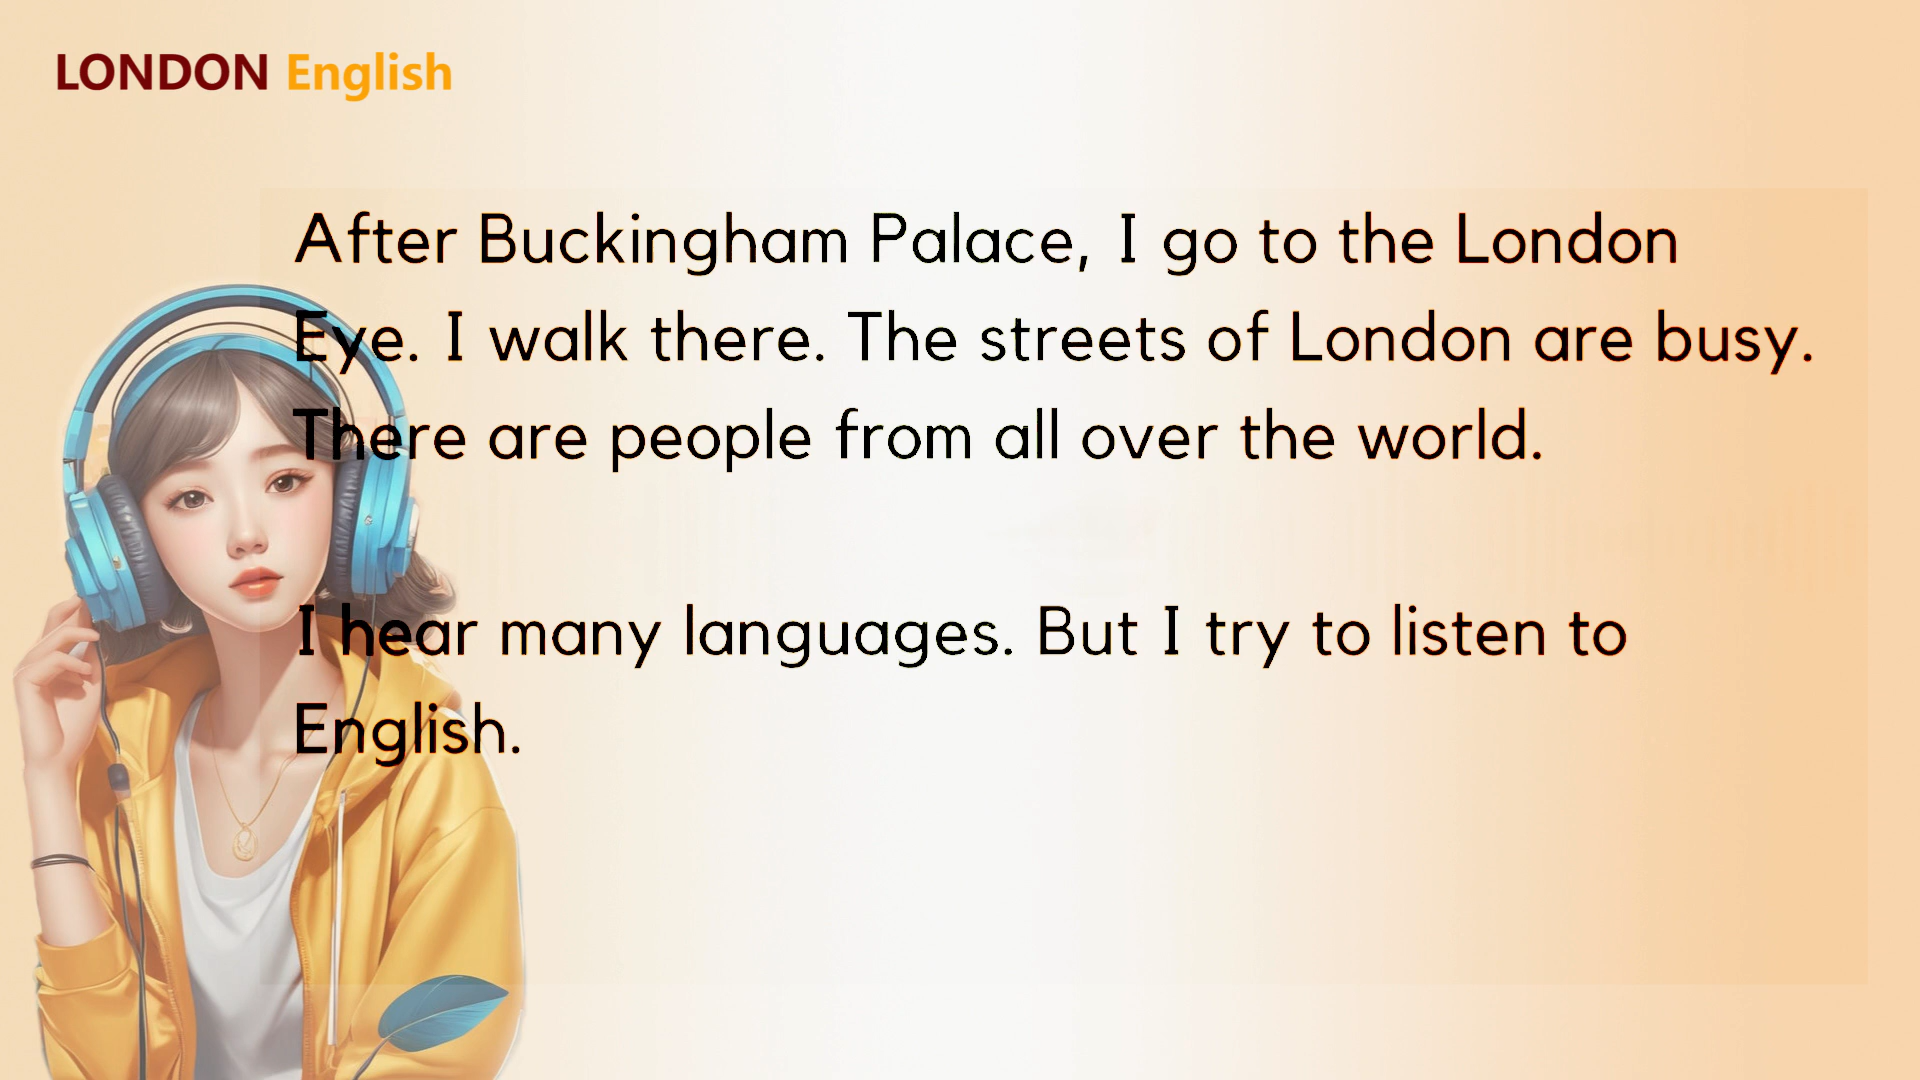 LONDON English
After Buckingham Palace, I go to the London
Eye. I walk there. The streets of London are busy.
There are people from all over the world.
I hear many languages. But I try to listen to
English.